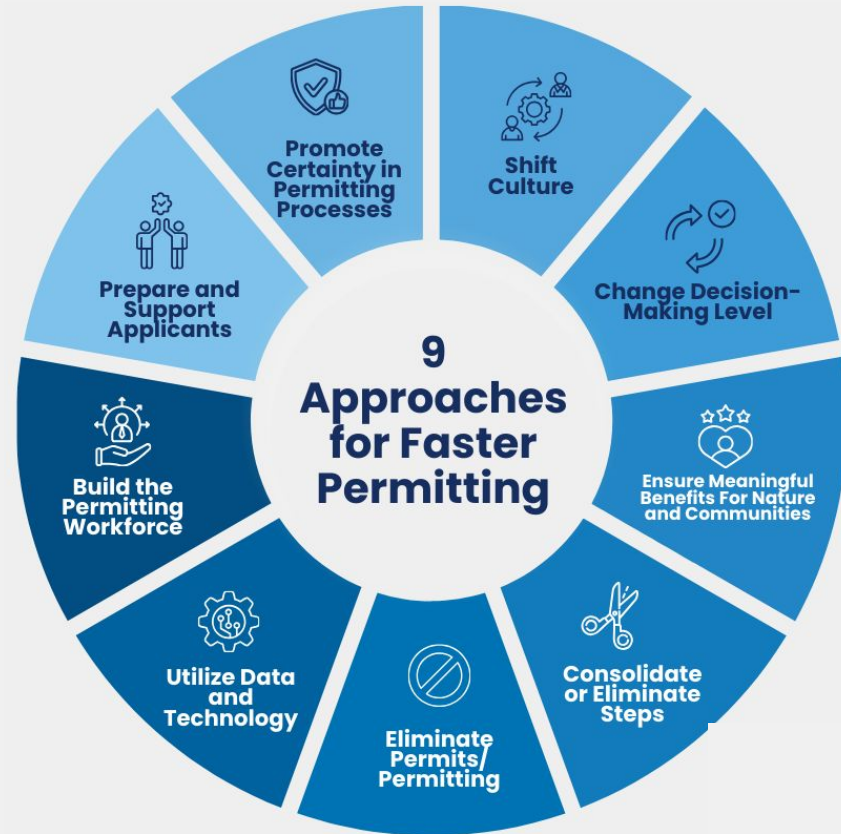 9
Approaches
for Faster
Permitting
Shift
Culture
Change Decision-
Making Level
Ensure Meaningful
Benefits For Nature
and Communities
Consolidate
or Eliminate
Steps
Eliminate
Permits/
Permitting
Utilize Data
and
Technology
Build the
Permitting
Workforce
Prepare and
Support
Applicants
Promote
Certainty in
Permitting
Processes